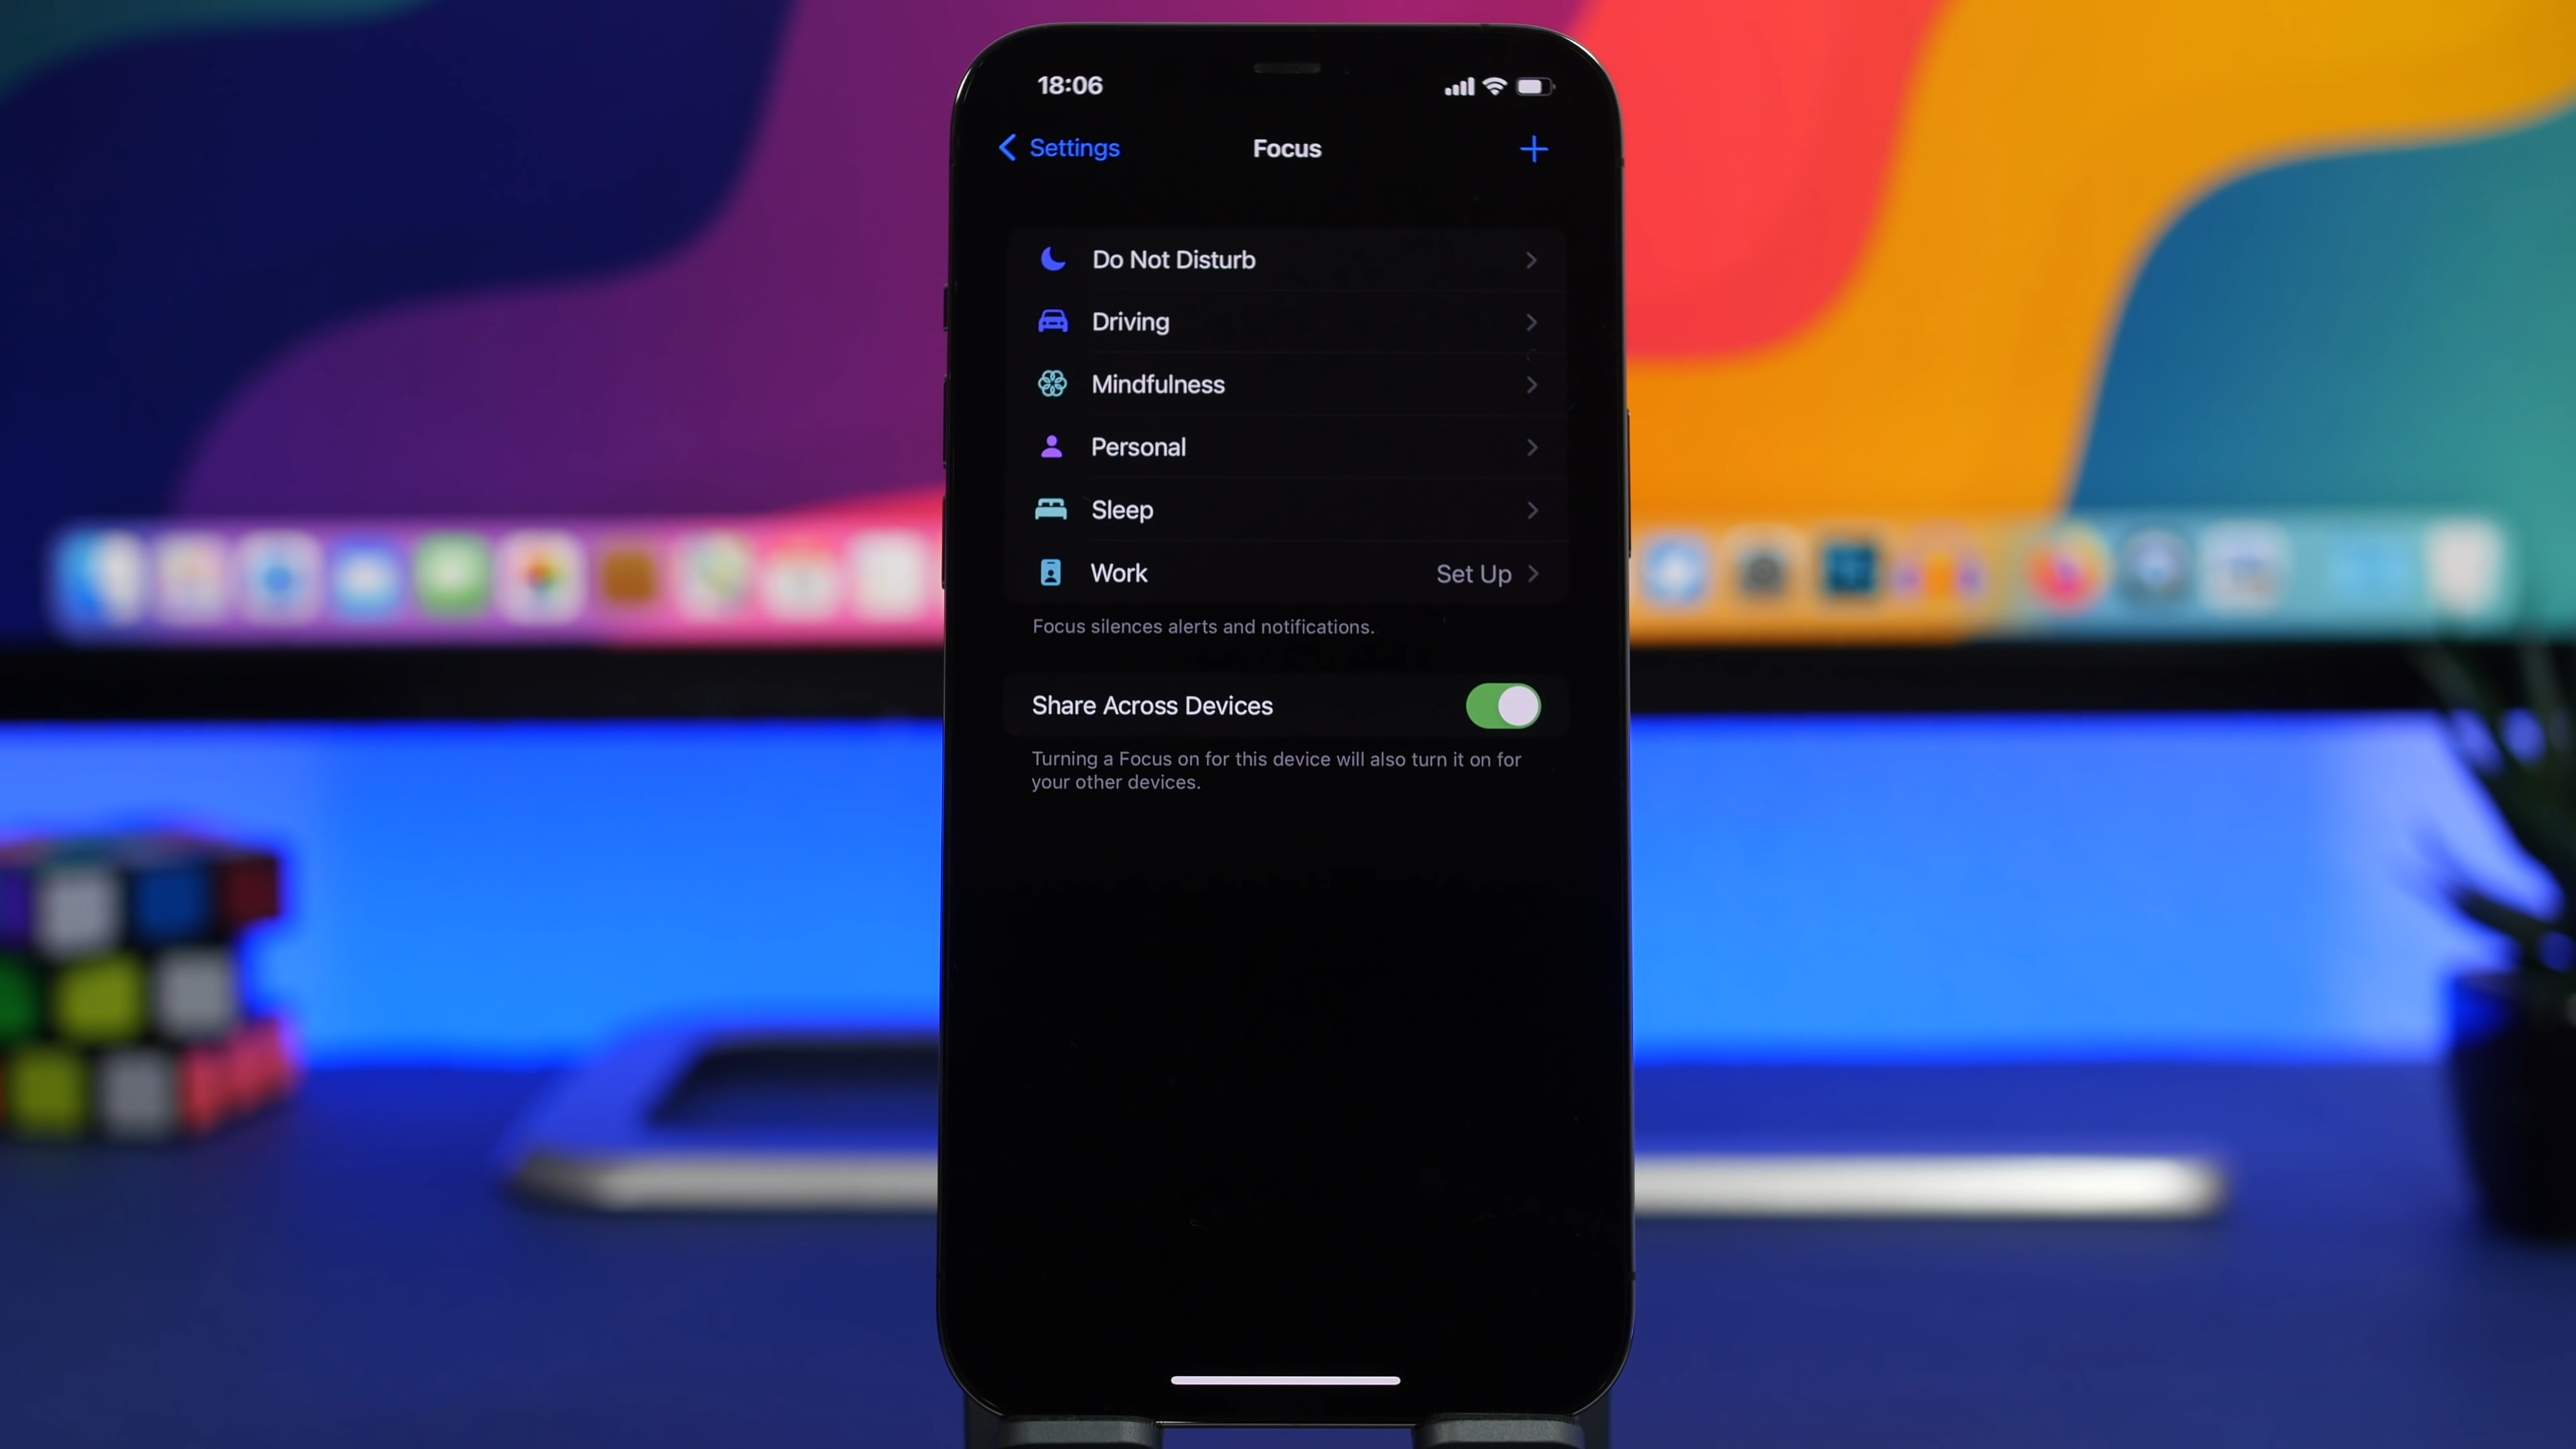 18:06
Settings
Focus
Do Not Disturb
Driving
Mindfulness
Personal
Sleep
Work Set Up
Focus silences alerts and notifications.
Share Across Devices
Turning a Focus on for this device will also turn it on for
your other devices.